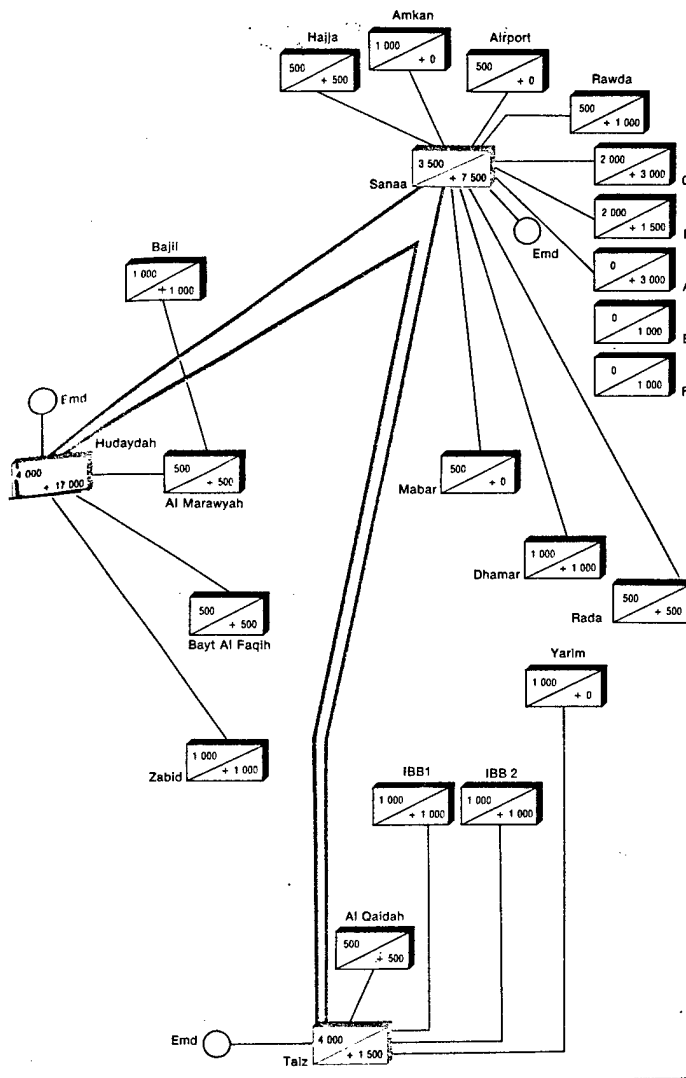 Amkan
1 000
+ 0
Hajja
500
+ 500
Airport
500
+ 0
Rawda
500
+ 1 000
3 500
+ 7 500
Sanaa
2 000
+ 3 000
2 000
+ 1 500
Emd
0
+ 3 000
0
1 000
0
1 000
Bajil
1 000
+ 1 000
Emd
Hudaydah
4 000
+ 17 000
500
+ 500
Al Marawyah
500
+ 0
Mabar
1 000
+ 1 000
Dhamar
500
+ 500
Rada
500
+ 500
Bayt Al Faqih
Yarim
1 000
+ 0
1 000
+ 1 000
Zabid
IBB1
1 000
+ 1 000
IBB 2
1 000
+ 1 000
Al Qaidah
500
+ 500
Emd
4 000
+ 1 500
Taiz